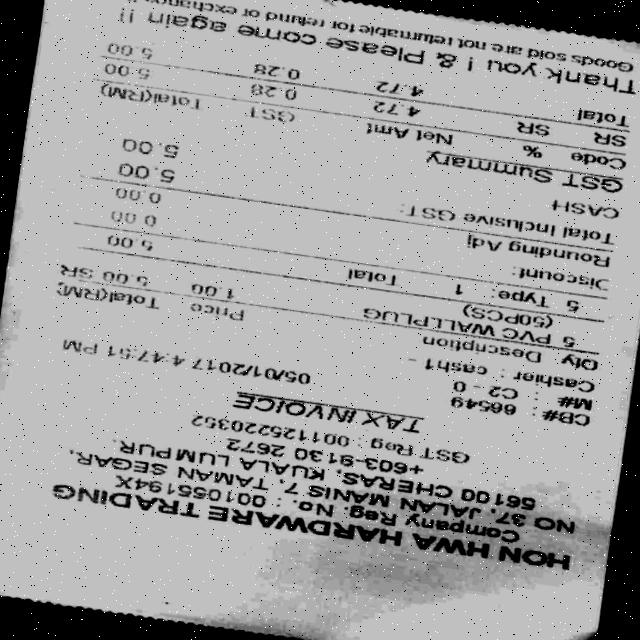 HON HWA HARDWARE TRADING
Company Reg. No. : 001055194X
NO 37, JALAN MANIS 7, TAMAN SEGAR,
56100 CHERAS, KUALA LUMPUR.
+603-9130 2672
GST Reg : 001125220352
TAX INVOICE
CB#: 66549 05/01/2017 4:47:51 PM
M# : C2 - 0
Cashier : cash1 -
Qty Description Price Total(RM)
5 PVC WALLPLUG (50PCS) 1.00 5.00 SR
5 Type: 1 Total 5.00
Discount: 0.00
Rounding Adj 0.00
Total Inclusive GST: 5.00
CASH 5.00
GST Summary
Code % Net Amt GST Total(RM)
SR SR 4.72 0.28 5.00
Total 4.72 0.28 5.00
Thank you ! & Please come again !!
Goods sold are not returnable for refund or exchange